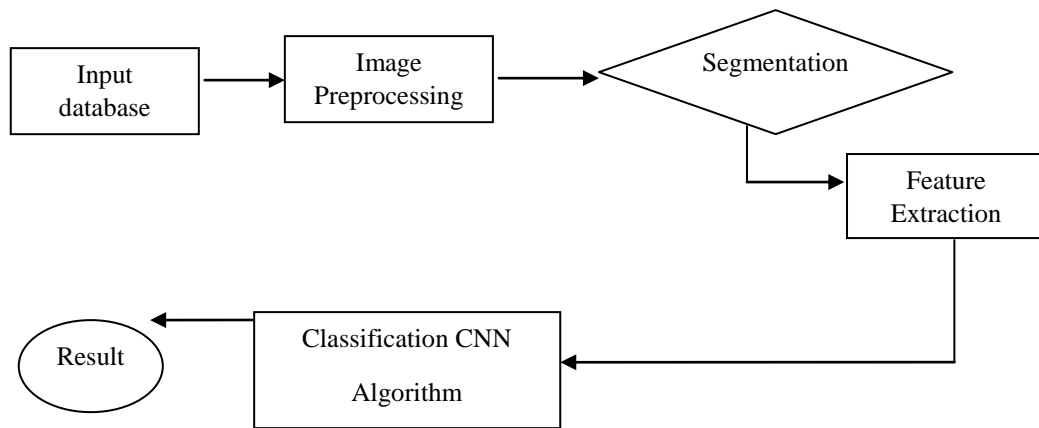 Input
database
Image
Preprocessing
Segmentation
Feature
Extraction
Classification CNN
Algorithm
Result